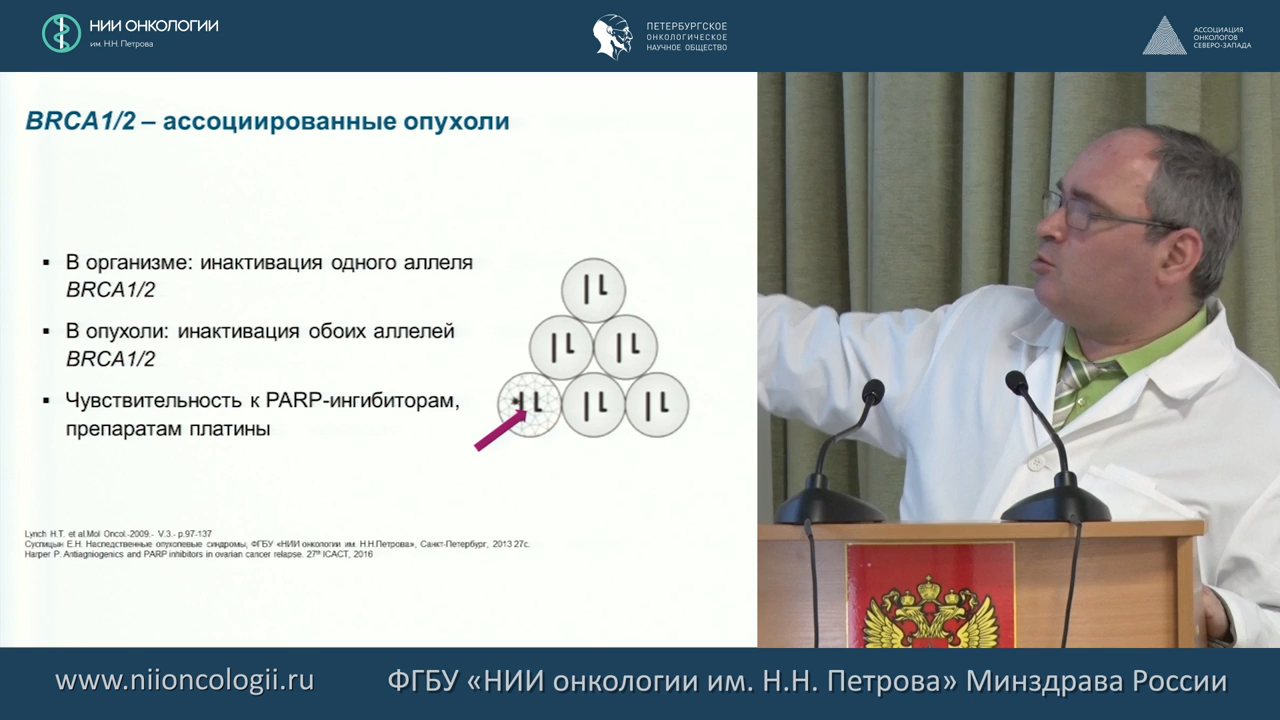 НИИ ОНКОЛОГИИ
им. Н.Н. Петрова
ПЕТЕРБУРГСКОЕ
ОНКОЛОГИЧЕСКОЕ
НАУЧНОЕ ОБЩЕСТВО
АССОЦИАЦИЯ
ОНКОЛОГОВ
СЕВЕРО-ЗАПАДА
BRCA1/2 – ассоциированные опухоли
▪ В организме: инактивация одного аллеля
BRCA1/2
▪ В опухоли: инактивация обоих аллелей
BRCA1/2
▪ Чувствительность к PARP-ингибиторам,
препаратам платины
Lynch H.T. et al.Mol Oncol.-2009.- V.3.- p.97-137
Суспицын Е.Н. Наследственные опухолевые синдромы, ФГБУ «НИИ онкологии им. Н.Н.Петрова», Санкт-Петербург, 2013 27с.
Harper P. Antiagniogenics and PARP inhibitors in ovarian cancer relapse. 27th ICACT, 2016
www.niioncologii.ru
ФГБУ «НИИ онкологии им. Н.Н. Петрова» Минздрава России